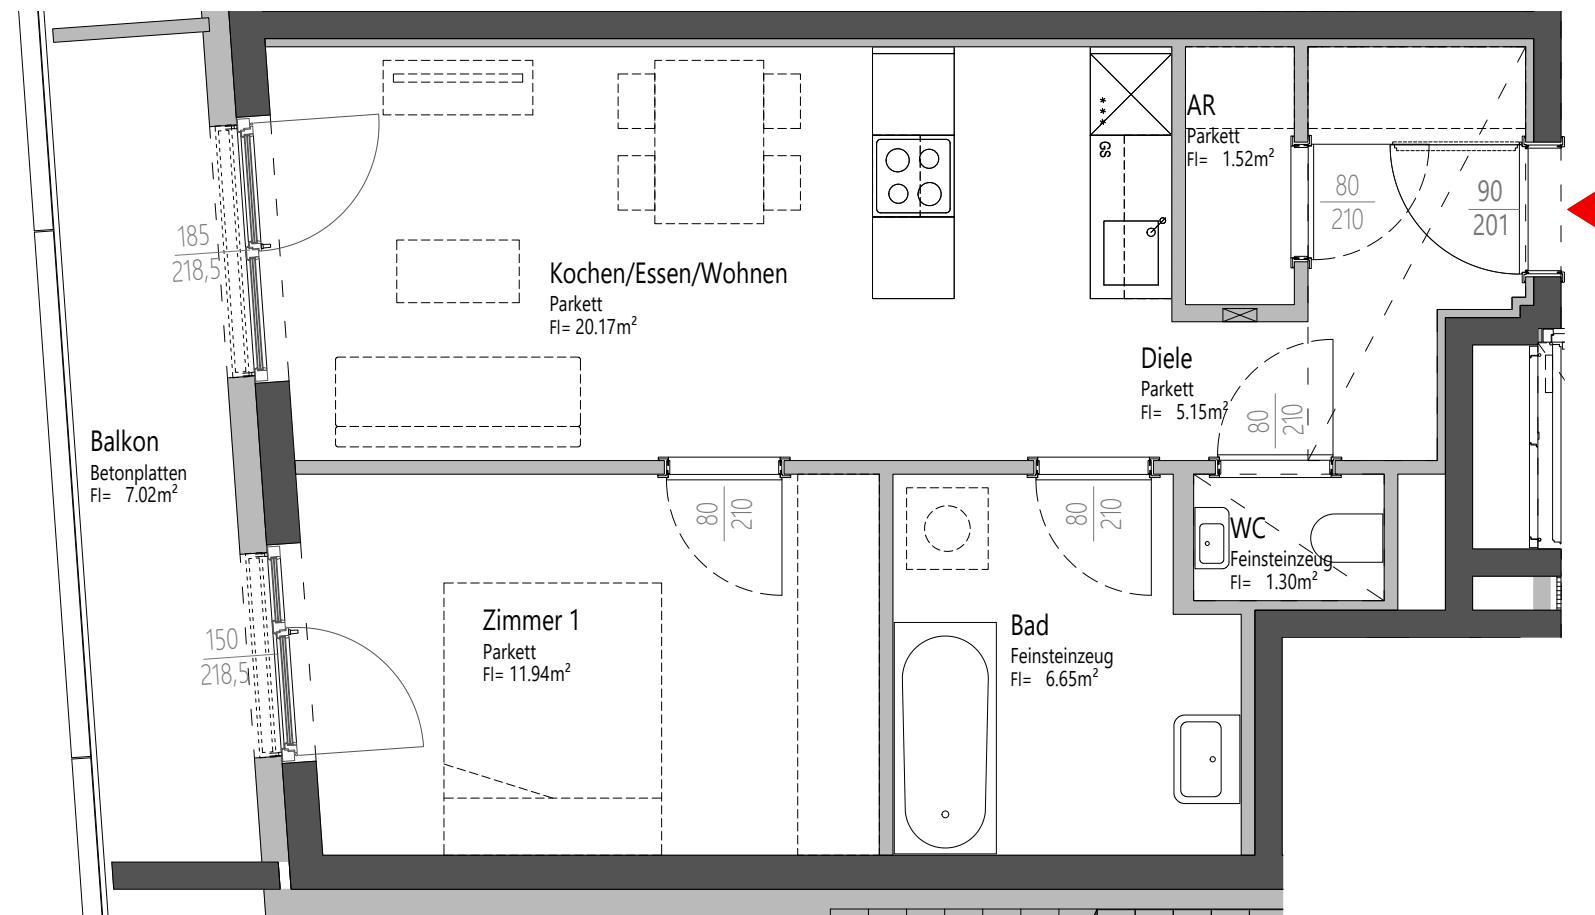 AR
Parkett
Fl= 1.52m²
80
210
90
201
185
218,5
Kochen/Essen/Wohnen
Parkett
Fl= 20.17m²
***
GS
Diele
Parkett
Fl= 5.15m²
80
210
Balkon
Betonplatten
Fl= 7.02m²
80
210
80
210
WC
Feinsteinzeug
Fl= 1.30m²
150
218,5
Zimmer 1
Parkett
Fl= 11.94m²
Bad
Feinsteinzeug
Fl= 6.65m²